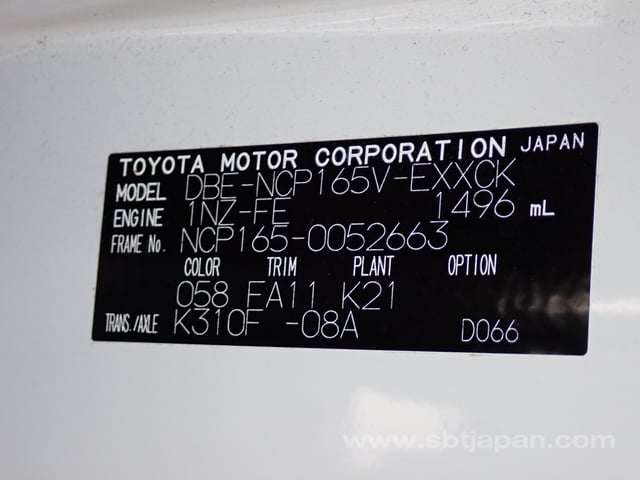 TOYOTA MOTOR CORPORATION JAPAN
MODEL DBE-NCP165V-EXXCK
ENGINE 1NZ-FE 1496 mL
FRAME No. NCP165-0052663
COLOR TRIM PLANT OPTION
058 FA11 K21
TRANS./AXLE K310F -08A D066
www.sbtjapan.com